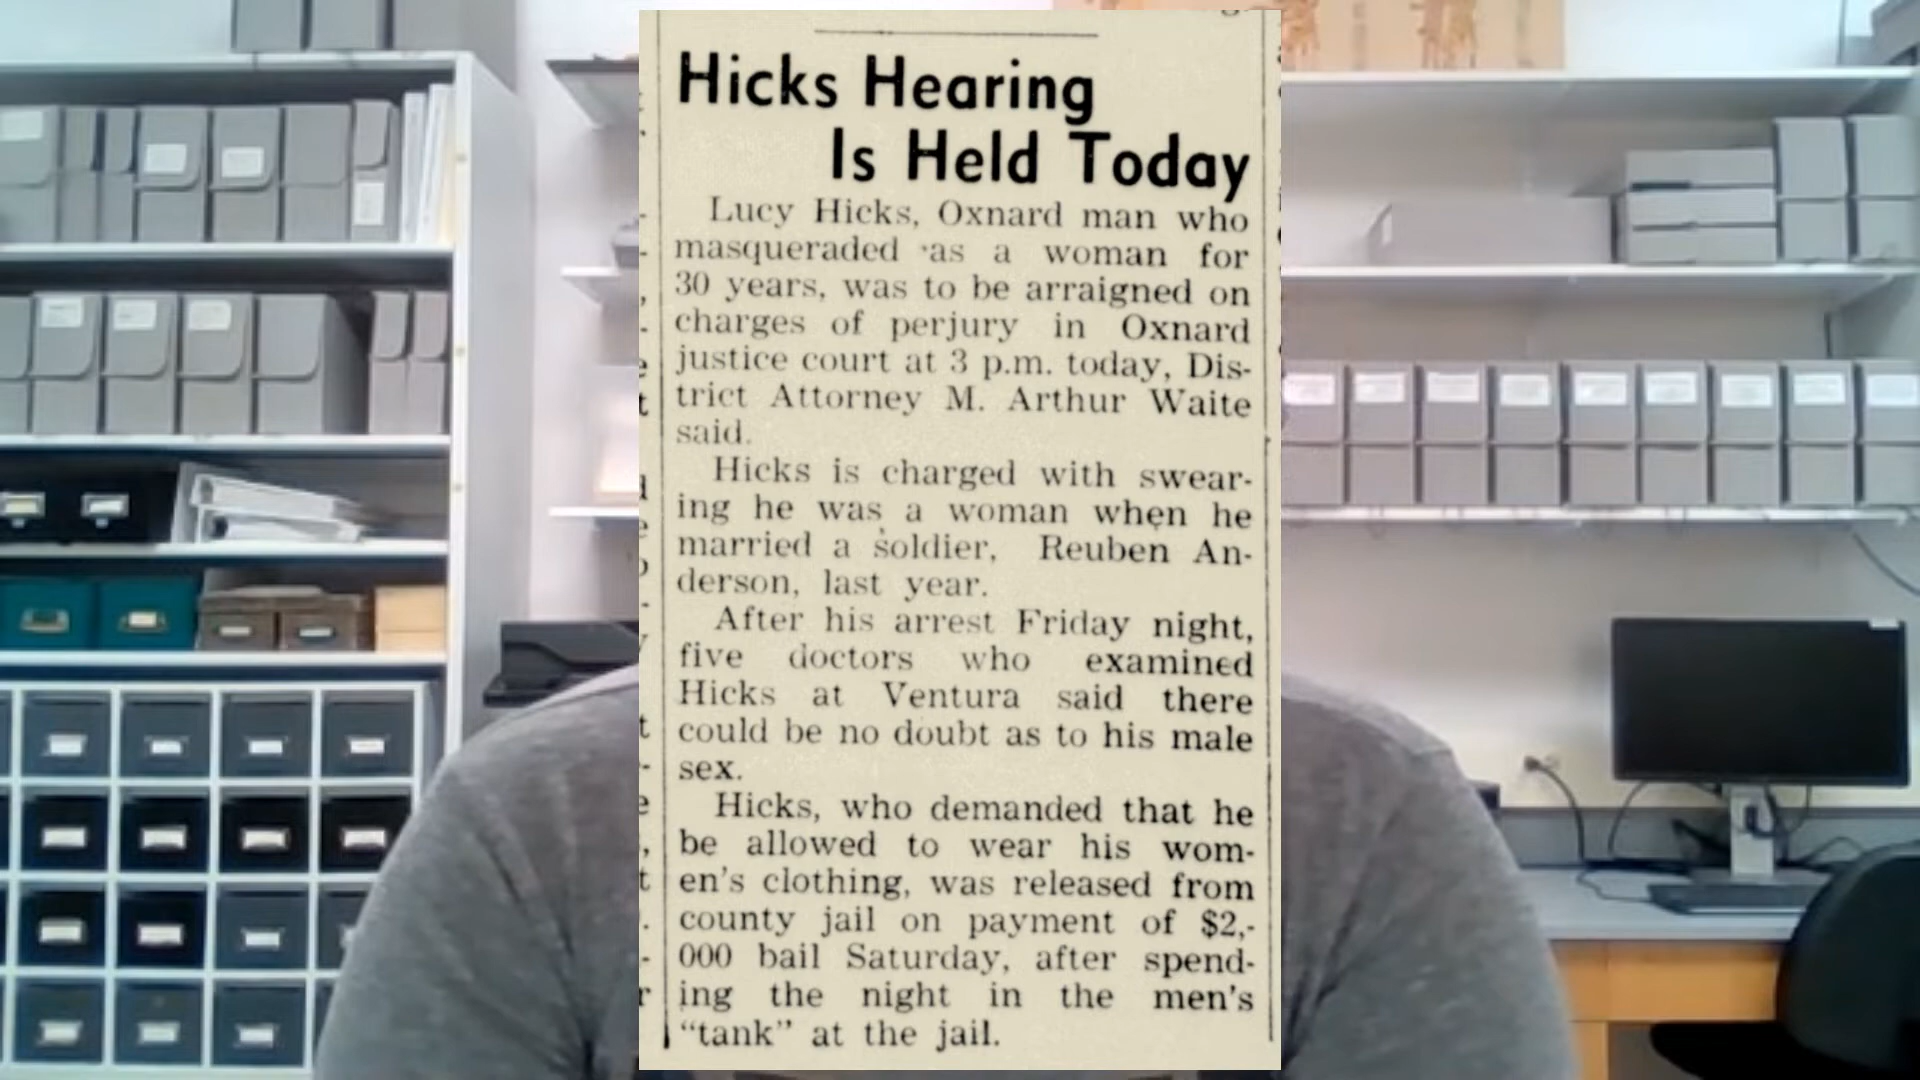 Hicks Hearing
Is Held Today
Lucy Hicks, Oxnard man who
masqueraded as a woman for
30 years, was to be arraigned on
charges of perjury in Oxnard
justice court at 3 p.m. today, Dis-
trict Attorney M. Arthur Waite
said.
Hicks is charged with swear-
ing he was a woman when he
married a soldier, Reuben An-
derson, last year.
After his arrest Friday night,
five doctors who examined
Hicks at Ventura said there
could be no doubt as to his male
sex.
Hicks, who demanded that he
be allowed to wear his wom-
en's clothing, was released from
county jail on payment of $2,-
000 bail Saturday, after spend-
ing the night in the men's
"tank" at the jail.